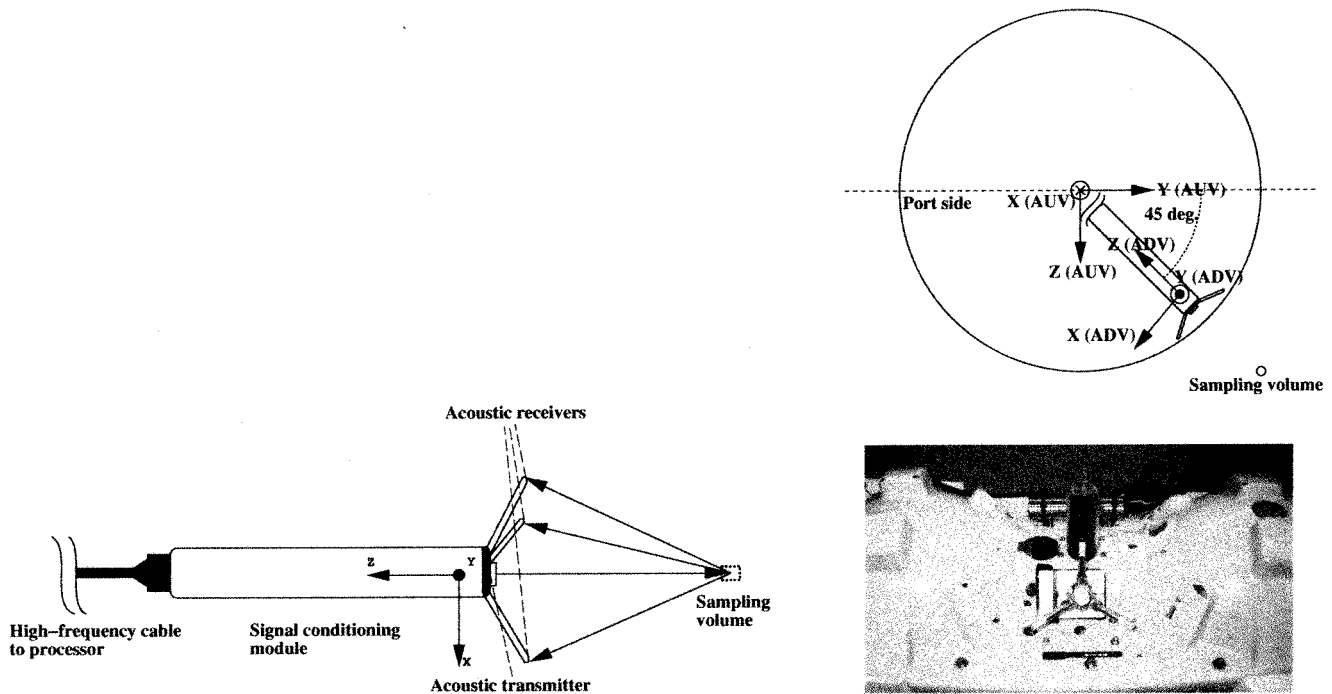 Port side
X (AUV)
Y (AUV)
45 deg.
Z (ADV)
Z (AUV)
Y (ADV)
X (ADV)
Sampling volume
Acoustic receivers
Z
Y
X
Sampling
volume
High-frequency cable
to processor
Signal conditioning
module
Acoustic transmitter